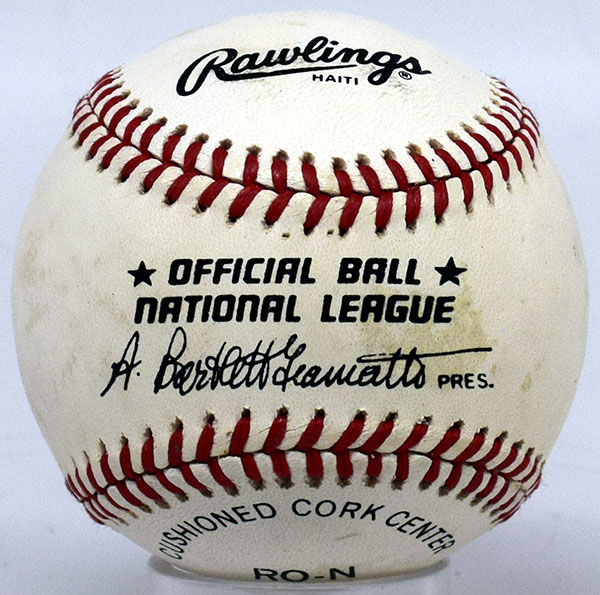 Rawlings ®
HAITI
★ OFFICIAL BALL ★
NATIONAL LEAGUE
A. Bartlett Giamatti PRES.
CUSHIONED CORK CENTER
RO-N